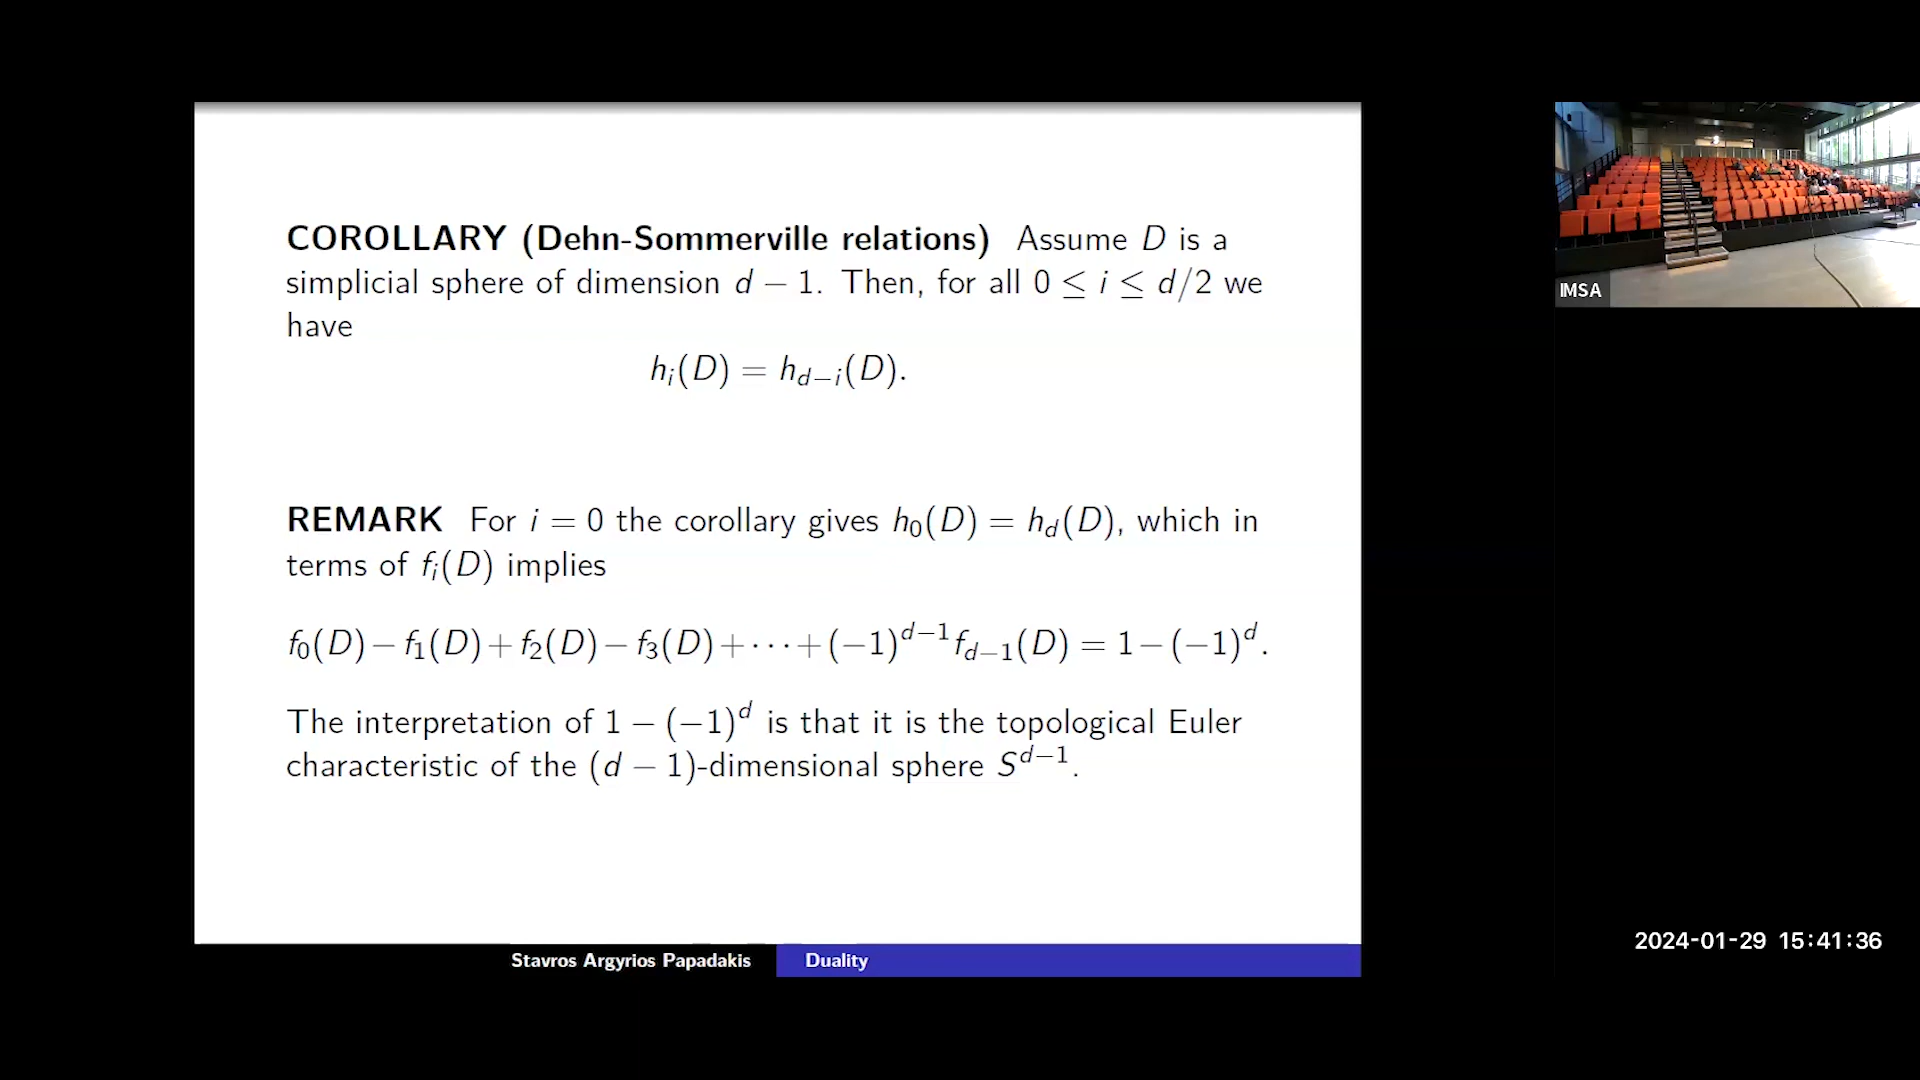 COROLLARY (Dehn-Sommerville relations) Assume D is a
simplicial sphere of dimension d − 1. Then, for all 0 ≤ i ≤ d/2 we
have
h_i(D) = h_{d−i}(D).
REMARK For i = 0 the corollary gives h_0(D) = h_d(D), which in
terms of f_i(D) implies
f_0(D) − f_1(D) + f_2(D) − f_3(D) + ⋯ + (−1)^{d−1} f_{d−1}(D) = 1 − (−1)^d.
The interpretation of 1 − (−1)^d is that it is the topological Euler
characteristic of the (d − 1)-dimensional sphere S^{d−1}.
Stavros Argyrios Papadakis
Duality
IMSA
2024-01-29 15:41:36